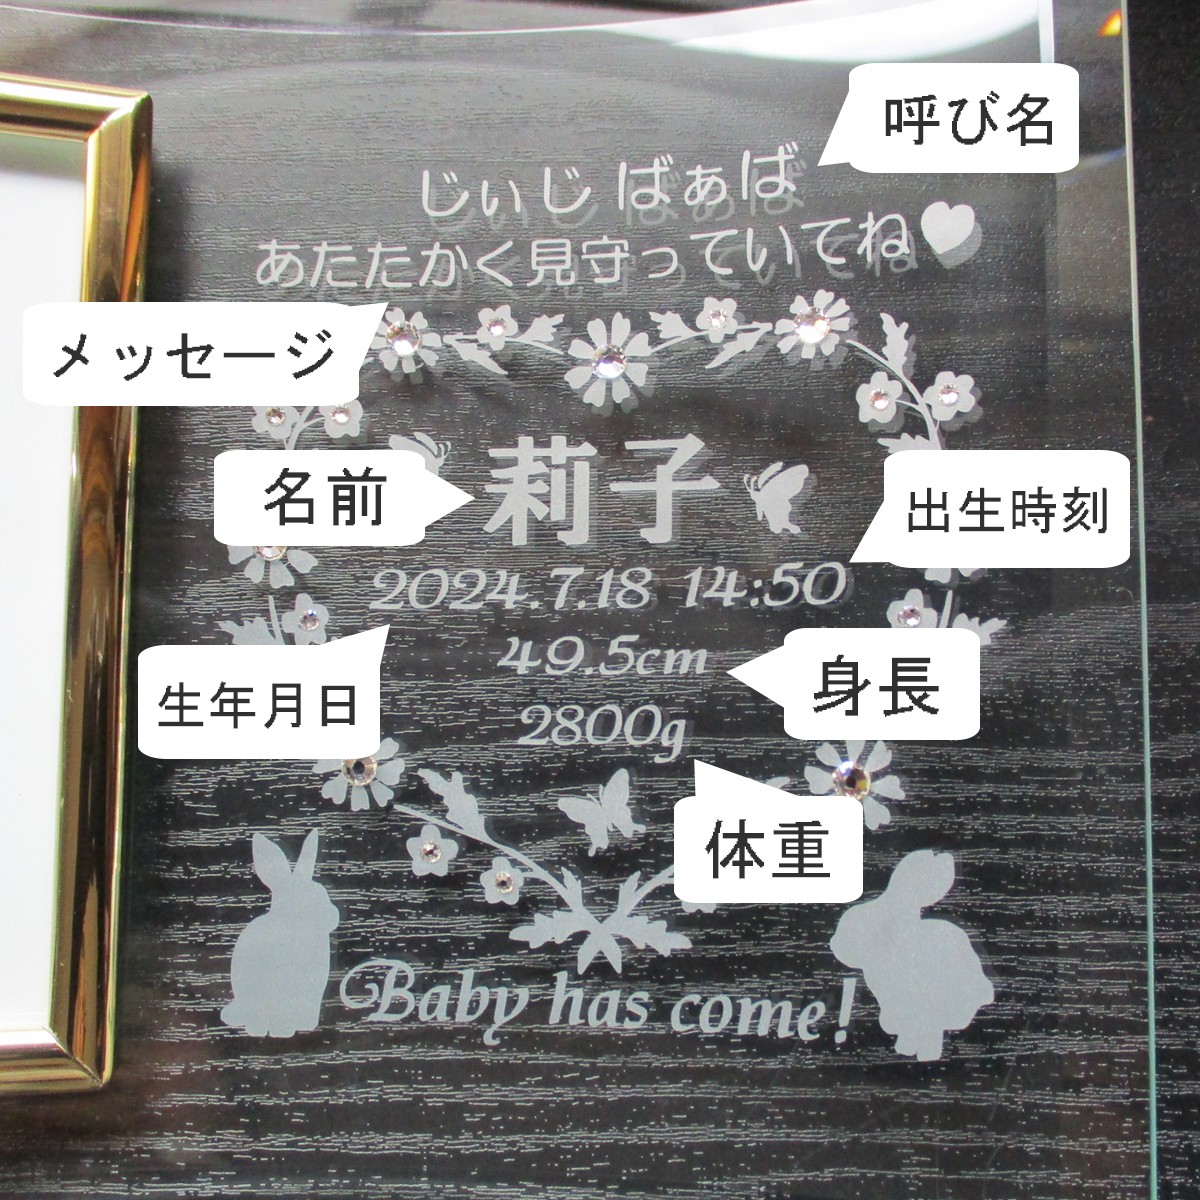 呼び名
じぃじ ばぁば
あたたかく見守っていてね
メッセージ
名前
莉子
出生時刻
2024.7.18 14:50
49.5cm
身長
生年月日
2800g
体重
Baby has come!